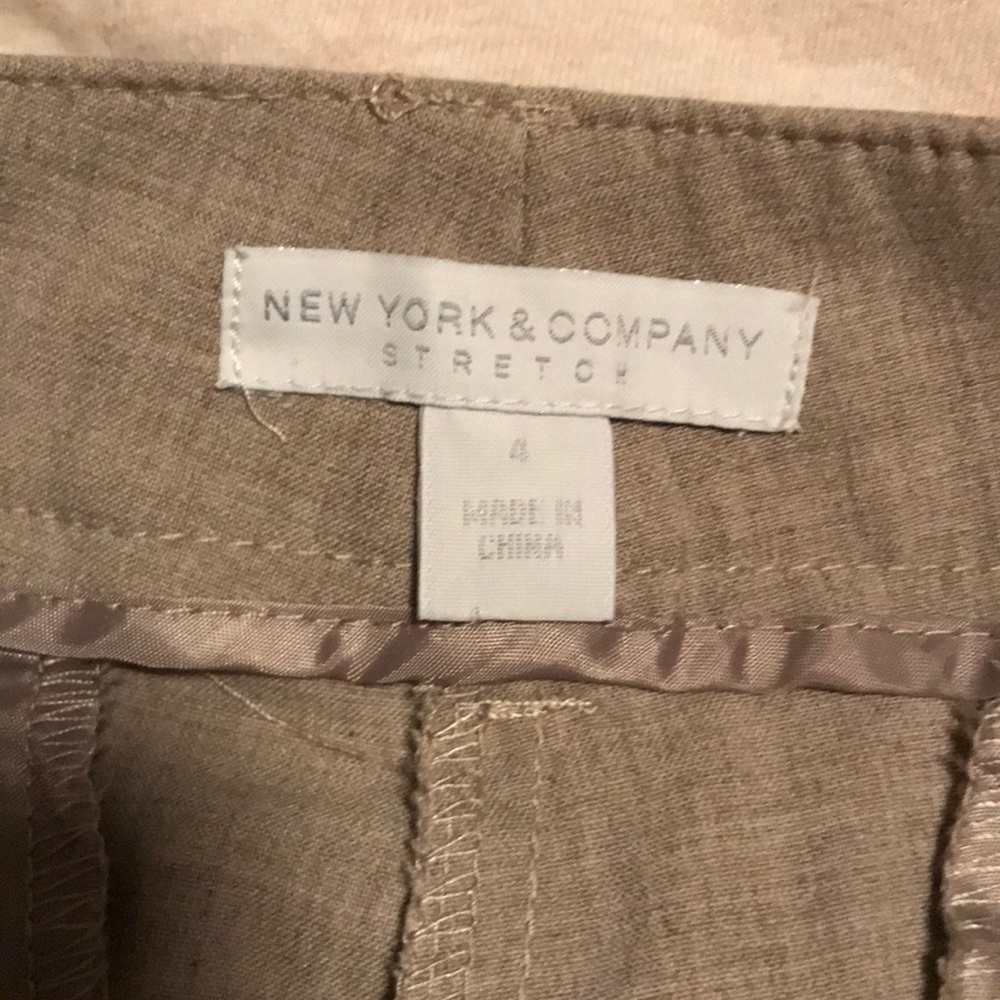 NEW YORK & COMPANY
STRETCH
4
MADE IN
CHINA